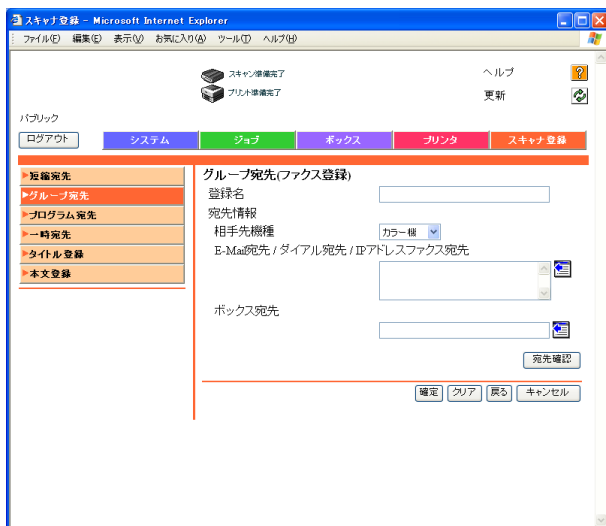 スキャナ登録 - Microsoft Internet Explorer
ファイル(F) 編集(E) 表示(V) お気に入り(A) ツール(T) ヘルプ(H)
スキャン準備完了
ヘルプ
プリント準備完了
更新
パブリック
ログアウト システム ジョブ ボックス プリンタ スキャナ登録
短縮宛先
グループ宛先
プログラム宛先
一時宛先
タイトル登録
本文登録
グループ宛先(ファクス登録)
登録名
宛先情報
相手先機種 カラー機
E-Mail宛先 / ダイアル宛先 / IPアドレスファクス宛先
ボックス宛先
宛先確認
確定 クリア 戻る キャンセル